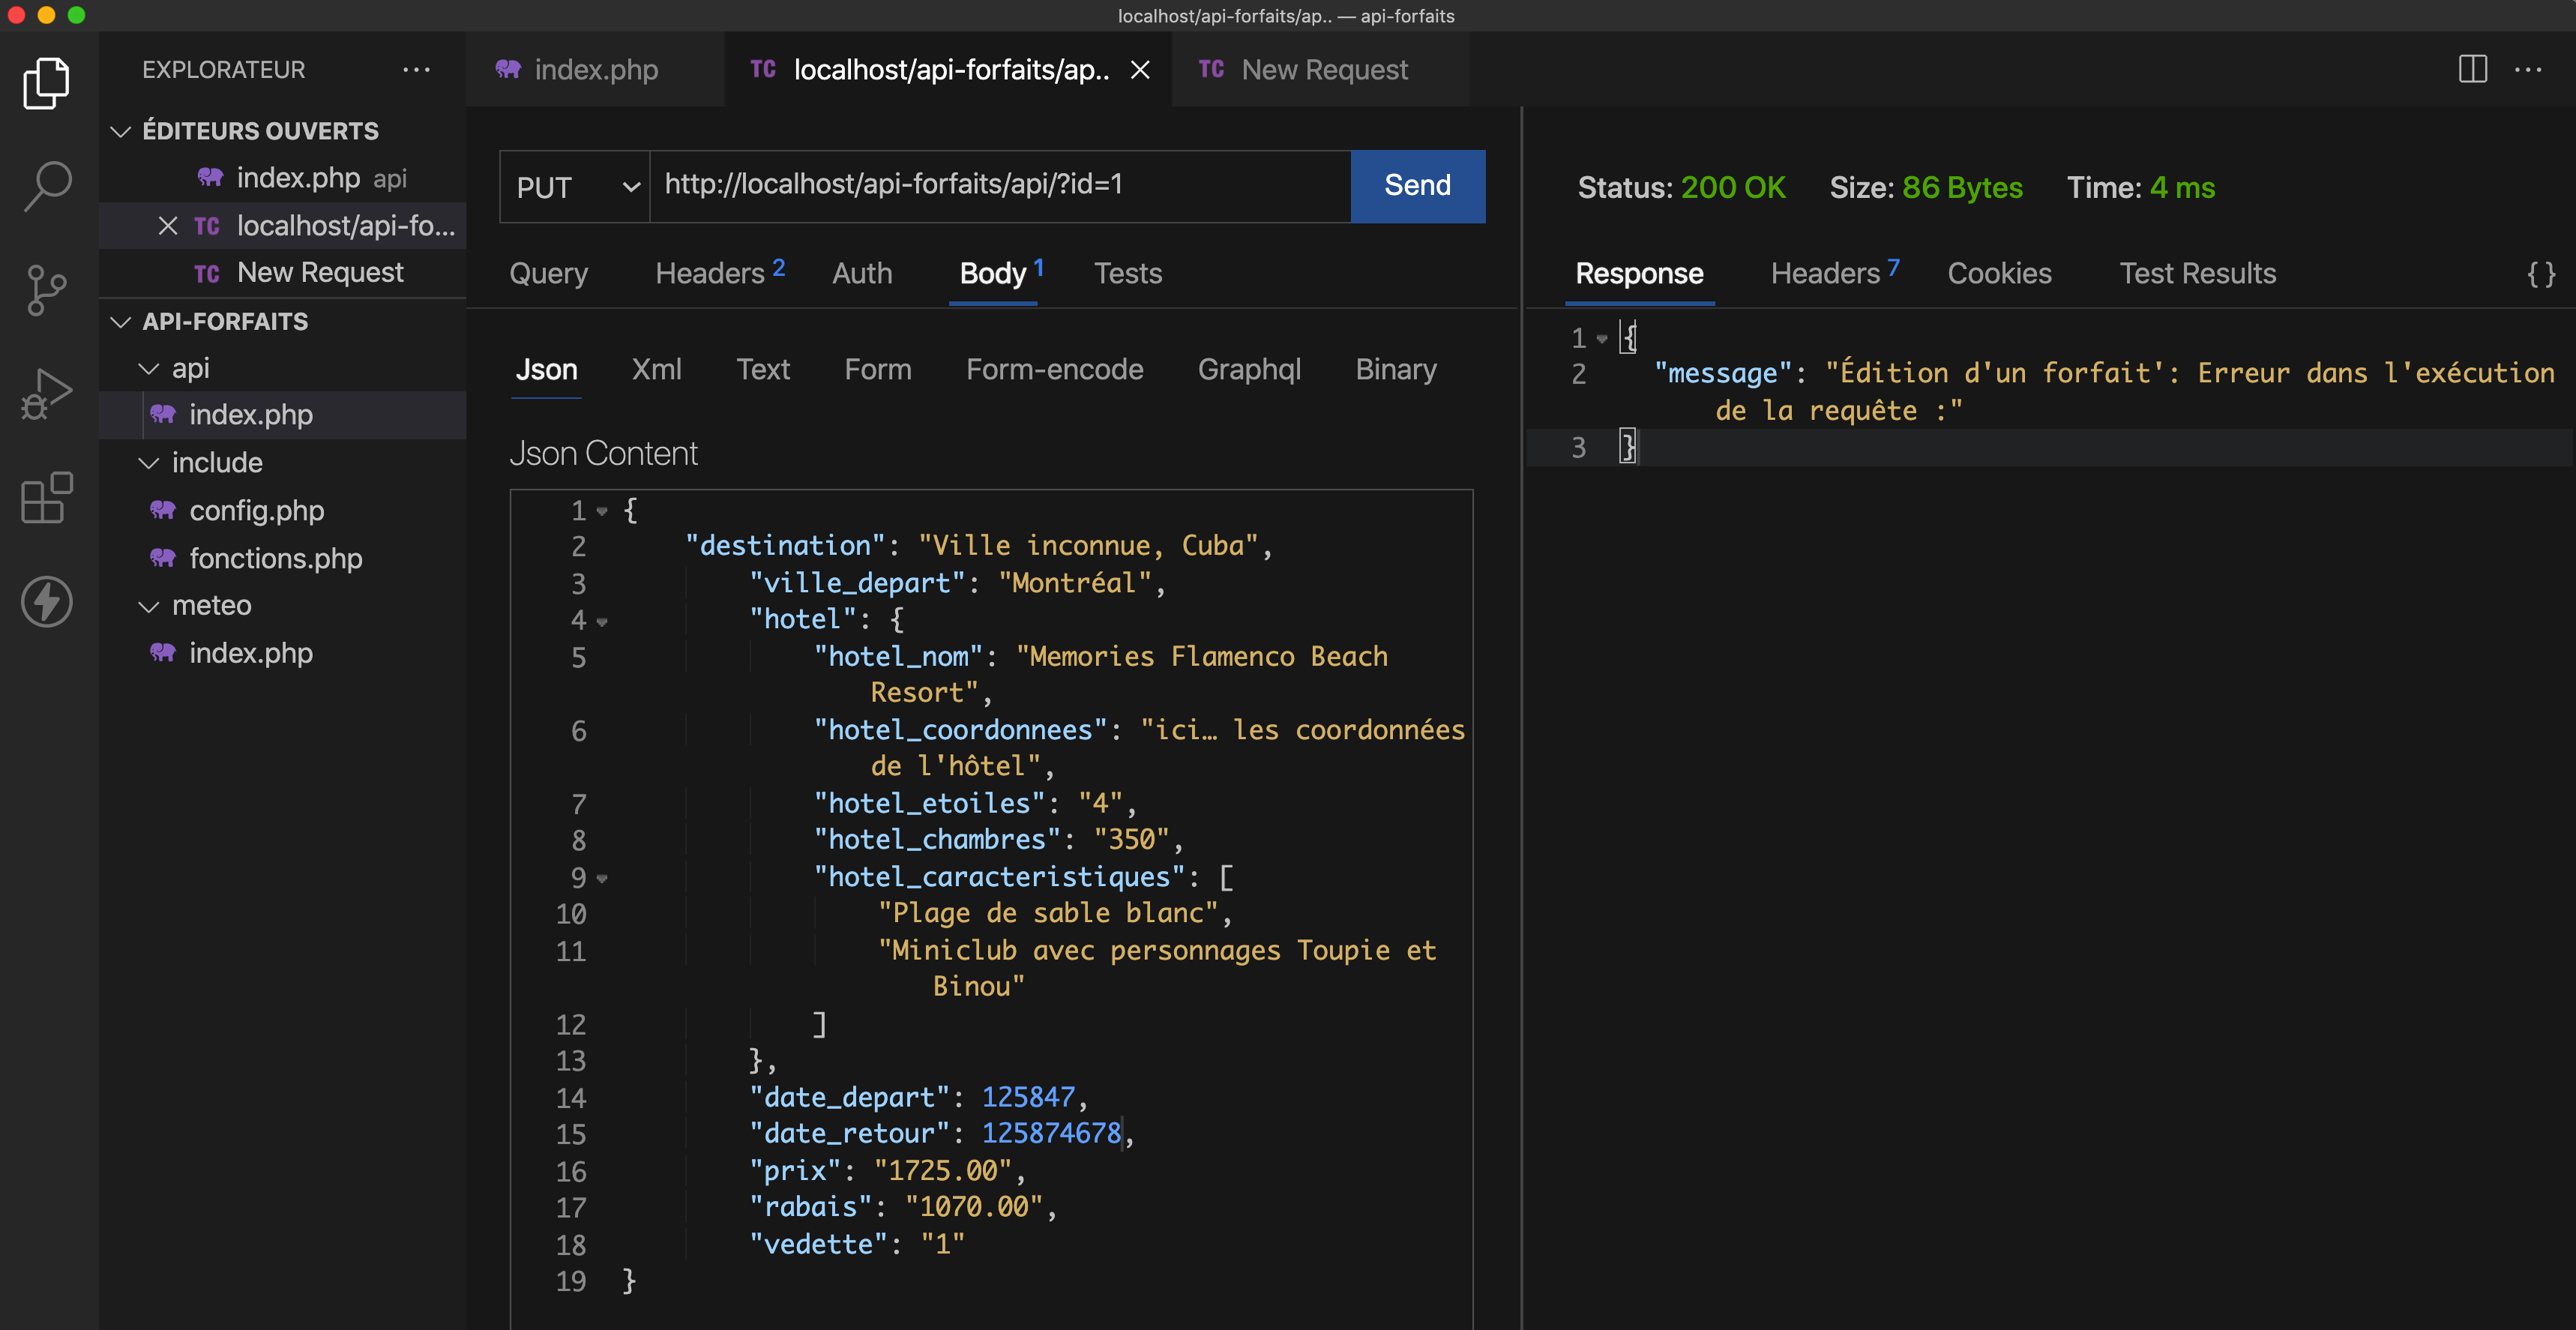 localhost/api-forfaits/ap.. — api-forfaits
EXPLORATEUR
ÉDITEURS OUVERTS
index.php api
TC localhost/api-fo...
TC New Request
API-FORFAITS
api
index.php
include
config.php
fonctions.php
meteo
index.php
index.php
TC localhost/api-forfaits/ap..
TC New Request
PUT
http://localhost/api-forfaits/api/?id=1
Send
Query
Headers 2
Auth
Body 1
Tests
Json
Xml
Text
Form
Form-encode
Graphql
Binary
Json Content
1 {
2 "destination": "Ville inconnue, Cuba",
3 "ville_depart": "Montréal",
4 "hotel": {
5 "hotel_nom": "Memories Flamenco Beach
Resort",
6 "hotel_coordonnees": "ici… les coordonnées
de l'hôtel",
7 "hotel_etoiles": "4",
8 "hotel_chambres": "350",
9 "hotel_caracteristiques": [
10 "Plage de sable blanc",
11 "Miniclub avec personnages Toupie et
Binou"
12 ]
13 },
14 "date_depart": 125847,
15 "date_retour": 125874678,
16 "prix": "1725.00",
17 "rabais": "1070.00",
18 "vedette": "1"
19 }
Status: 200 OK Size: 86 Bytes Time: 4 ms
Response
Headers 7
Cookies
Test Results
{ }
1 {
2 "message": "Édition d'un forfait': Erreur dans l'exécution
de la requête :"
3 }